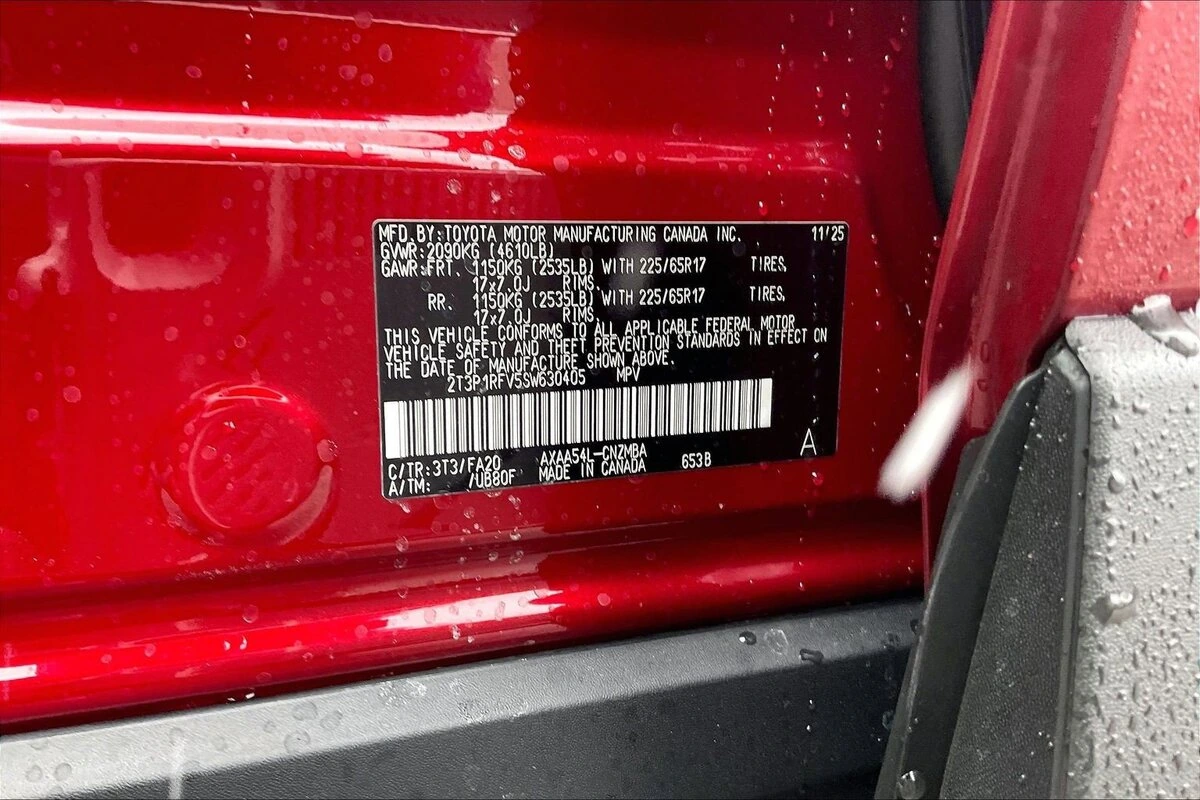 MFD. BY: TOYOTA MOTOR MANUFACTURING CANADA INC. 11/25
GVWR: 2090KG (4610LB)
GAWR: FRT. 1150KG (2535LB) WITH 225/65R17 TIRES,
17x7.0J RIMS,
RR. 1150KG (2535LB) WITH 225/65R17 TIRES,
17x7.0J RIMS.
THIS VEHICLE CONFORMS TO ALL APPLICABLE FEDERAL MOTOR
VEHICLE SAFETY AND THEFT PREVENTION STANDARDS IN EFFECT ON
THE DATE OF MANUFACTURE SHOWN ABOVE.
2T3P1RFV5SW630405 MPV
C/TR: 3T3/FA20 AXAA54L-CNZMBA 653B A
A/TM: /UB80F MADE IN CANADA